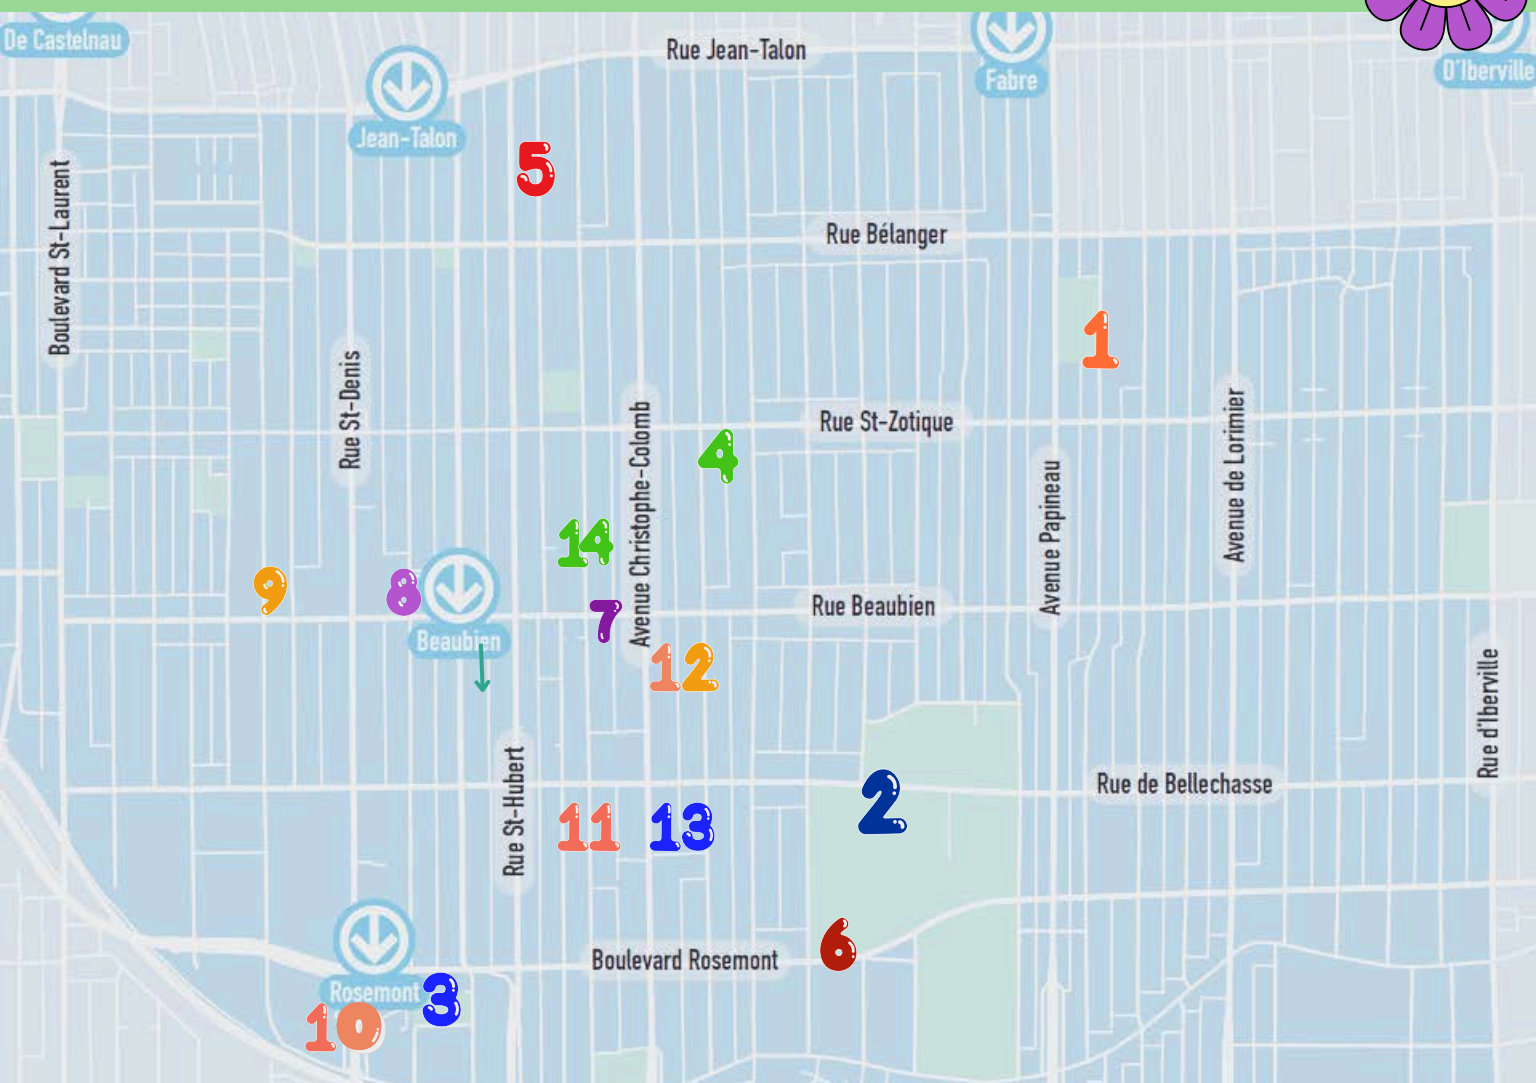 De Castelnau
Rue Jean-Talon
Fabre
D'Iberville
Jean-Talon
5
Boulevard St-Laurent
Rue Bélanger
1
Rue St-Denis
Avenue Christophe-Colomb
Rue St-Zotique
Avenue de Lorimier
4
Avenue Papineau
14
9
8
7
Rue Beaubien
Beaubien
12
Rue d'Iberville
Rue St-Hubert
2
Rue de Bellechasse
11
13
6
Boulevard Rosemont
Rosemont
3
10